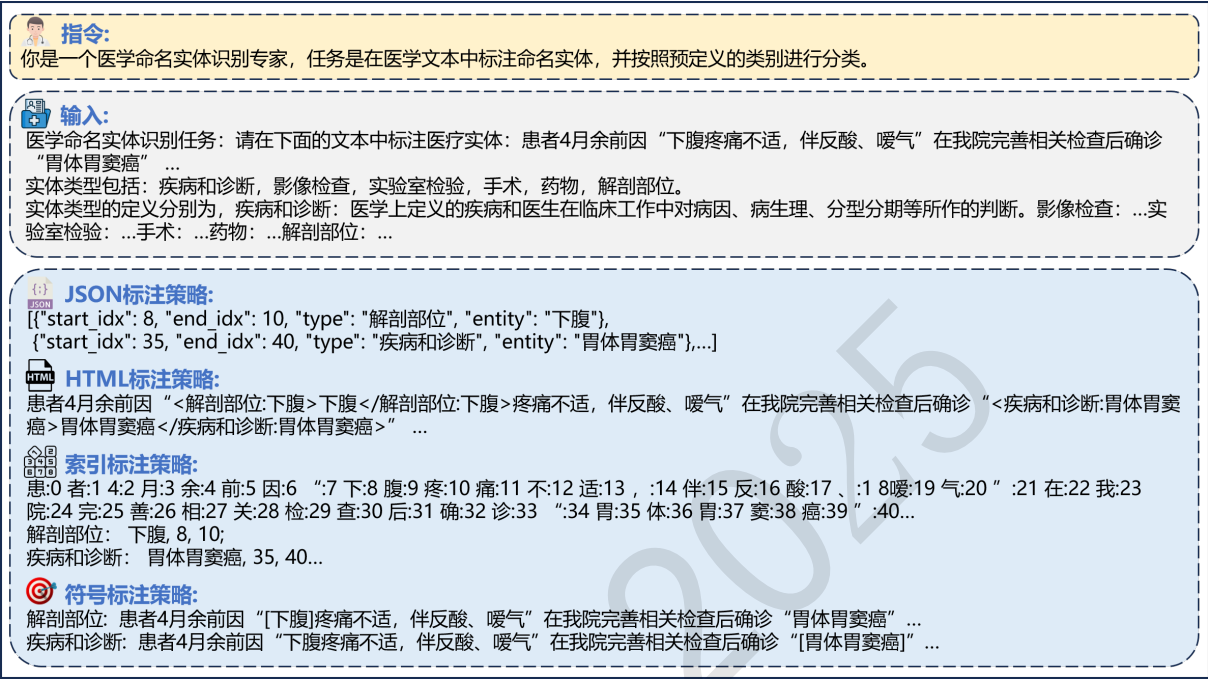 指令:
你是一个医学命名实体识别专家，任务是在医学文本中标注命名实体，并按照预定义的类别进行分类。
输入:
医学命名实体识别任务：请在下面的文本中标注医疗实体：患者4月余前因“下腹疼痛不适，伴反酸、嗳气”在我院完善相关检查后确诊
“胃体胃窦癌” …
实体类型包括：疾病和诊断，影像检查，实验室检验，手术，药物，解剖部位。
实体类型的定义分别为，疾病和诊断：医学上定义的疾病和医生在临床工作中对病因、病生理、分型分期等所作的判断。影像检查：…实
验室检验：…手术：…药物：…解剖部位：…
{;}
JSON
JSON标注策略:
[{"start_idx": 8, "end_idx": 10, "type": "解剖部位", "entity": "下腹"},
{"start_idx": 35, "end_idx": 40, "type": "疾病和诊断", "entity": "胃体胃窦癌"},...]
HTML
HTML标注策略:
患者4月余前因“<解剖部位:下腹>下腹</解剖部位:下腹>疼痛不适，伴反酸、嗳气”在我院完善相关检查后确诊“<疾病和诊断:胃体胃窦
癌>胃体胃窦癌</疾病和诊断:胃体胃窦癌>” …
索引标注策略:
患:0 者:1 4:2 月:3 余:4 前:5 因:6 “:7 下:8 腹:9 疼:10 痛:11 不:12 适:13 ，:14 伴:15 反:16 酸:17 、:1 8嗳:19 气:20 ”:21 在:22 我:23
院:24 完:25 善:26 相:27 关:28 检:29 查:30 后:31 确:32 诊:33 “:34 胃:35 体:36 胃:37 窦:38 癌:39 ”:40...
解剖部位： 下腹, 8, 10;
疾病和诊断： 胃体胃窦癌, 35, 40...
符号标注策略:
解剖部位: 患者4月余前因“[下腹]疼痛不适，伴反酸、嗳气”在我院完善相关检查后确诊“胃体胃窦癌”…
疾病和诊断: 患者4月余前因“下腹疼痛不适，伴反酸、嗳气”在我院完善相关检查后确诊“[胃体胃窦癌]” …
2025